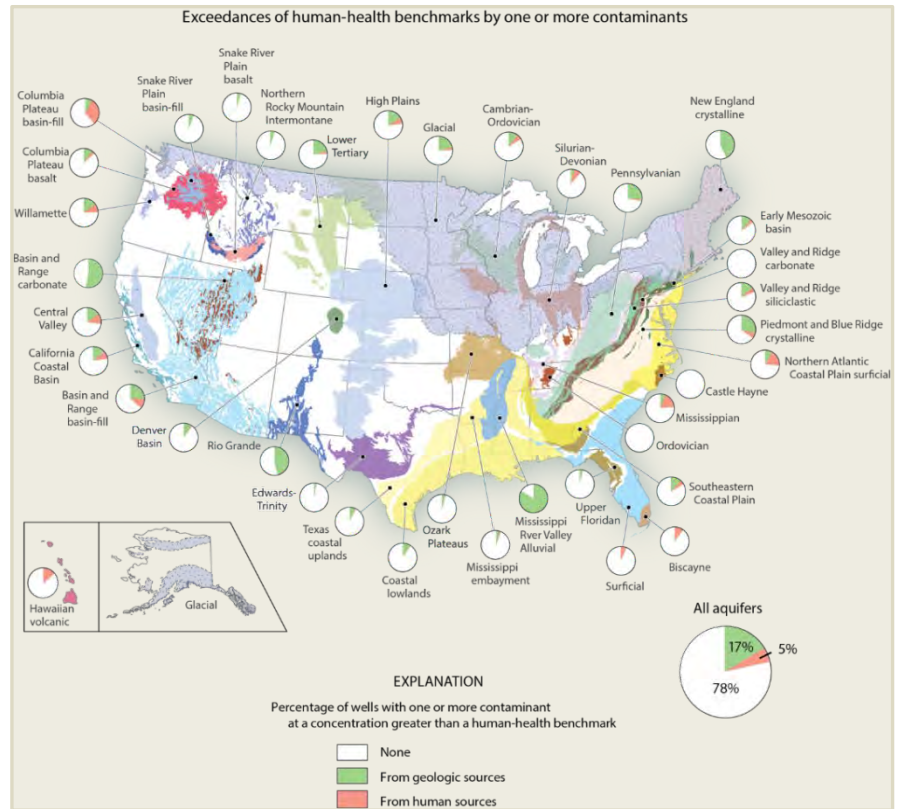 Exceedances of human-health benchmarks by one or more contaminants
Snake River
Plain
basalt
Snake River
Plain
basin-fill
Columbia
Plateau
basin-fill
Northern
Rocky Mountain
Intermontane
High Plains
Cambrian-
Ordovician
New England
crystalline
Lower
Tertiary
Glacial
Silurian-
Devonian
Columbia
Plateau
basalt
Pennsylvanian
Willamette
Early Mesozoic
basin
Valley and Ridge
carbonate
Basin and
Range
carbonate
Valley and Ridge
siliciclastic
Central
Valley
Piedmont and Blue Ridge
crystalline
California
Coastal
Basin
Northern Atlantic
Coastal Plain surficial
Castle Hayne
Basin and
Range
basin-fill
Mississippian
Denver
Basin
Rio Grande
Ordovician
Edwards-
Trinity
Southeastern
Coastal Plain
Texas
coastal
uplands
Ozark
Plateaus
Mississippi
River Valley
Alluvial
Upper
Floridan
Coastal
lowlands
Mississippi
embayment
Surficial
Biscayne
Hawaiian
volcanic
Glacial
All aquifers
17%
5%
78%
EXPLANATION
Percentage of wells with one or more contaminant
at a concentration greater than a human-health benchmark
None
From geologic sources
From human sources